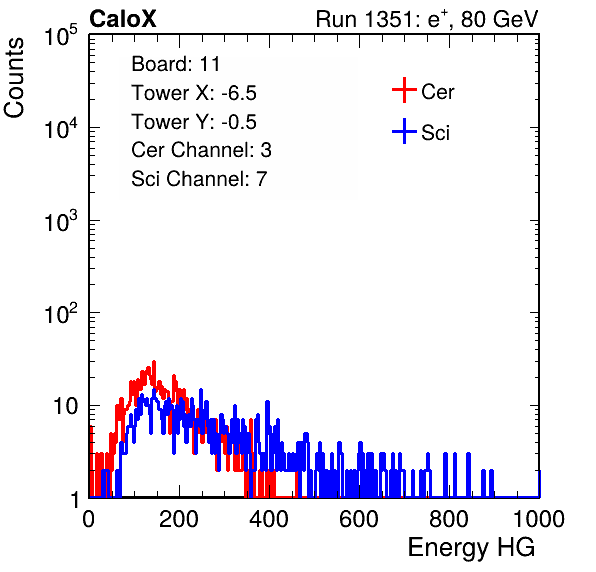 CaloX Run 1351: e⁺, 80 GeV
Counts
10⁵
10⁴
10³
10²
10
1
Board: 11
Tower X: -6.5
Tower Y: -0.5
Cer Channel: 3
Sci Channel: 7
Cer
Sci
0 200 400 600 800 1000
Energy HG